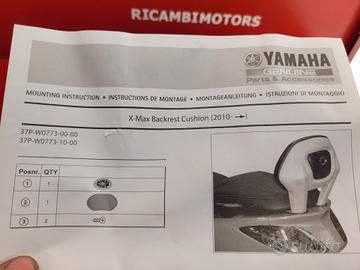 RICAMBIMOTORS
YAMAHA
GENUINE
Parts & Accessories
MOUNTING INSTRUCTION • INSTRUCTIONS DE MONTAGE • MONTAGEANLEITUNG • ISTRUZIONI DI MONTAGGIO
X-Max Backrest Cushion (2010- → )
37P-W0773-00-00
37P-W0773-10-00
Posnr. QTY
1 1
2 1
3 2
subito